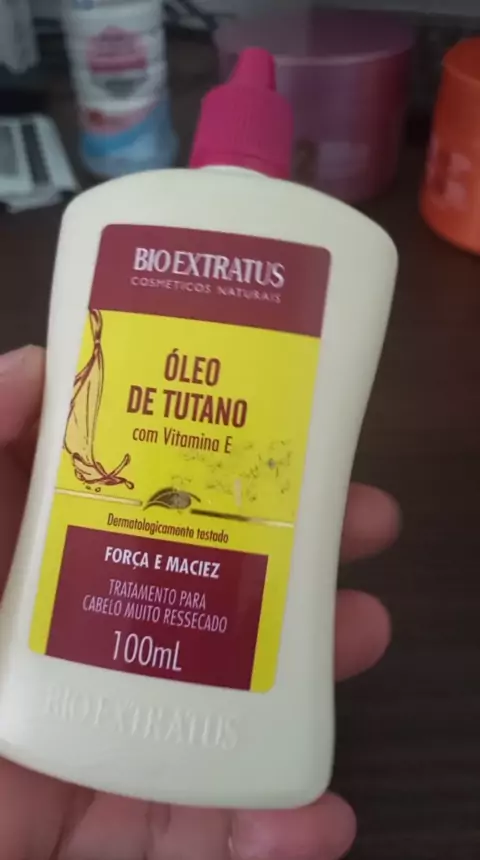 BIO EXTRATUS
COSMÉTICOS NATURAIS
ÓLEO
DE TUTANO
com Vitamina E
Dermatologicamente testado
FORÇA E MACIEZ
TRATAMENTO PARA
CABELO MUITO RESSECADO
100mL
BIO EXTRATUS